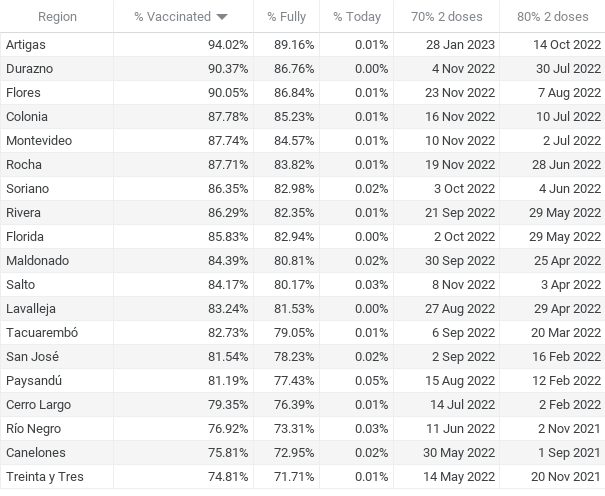 Region % Vaccinated % Fully % Today 70% 2 doses 80% 2 doses
Artigas 94.02% 89.16% 0.01% 28 Jan 2023 14 Oct 2022
Durazno 90.37% 86.76% 0.00% 4 Nov 2022 30 Jul 2022
Flores 90.05% 86.84% 0.01% 23 Nov 2022 7 Aug 2022
Colonia 87.78% 85.23% 0.01% 16 Nov 2022 10 Jul 2022
Montevideo 87.74% 84.57% 0.01% 10 Nov 2022 2 Jul 2022
Rocha 87.71% 83.82% 0.01% 19 Nov 2022 28 Jun 2022
Soriano 86.35% 82.98% 0.02% 3 Oct 2022 4 Jun 2022
Rivera 86.29% 82.35% 0.01% 21 Sep 2022 29 May 2022
Florida 85.83% 82.94% 0.00% 2 Oct 2022 29 May 2022
Maldonado 84.39% 80.81% 0.02% 30 Sep 2022 25 Apr 2022
Salto 84.17% 80.17% 0.03% 8 Nov 2022 3 Apr 2022
Lavalleja 83.24% 81.53% 0.00% 27 Aug 2022 29 Apr 2022
Tacuarembó 82.73% 79.05% 0.01% 6 Sep 2022 20 Mar 2022
San José 81.54% 78.23% 0.02% 2 Sep 2022 16 Feb 2022
Paysandú 81.19% 77.43% 0.05% 15 Aug 2022 12 Feb 2022
Cerro Largo 79.35% 76.39% 0.01% 14 Jul 2022 2 Feb 2022
Río Negro 76.92% 73.31% 0.03% 11 Jun 2022 2 Nov 2021
Canelones 75.81% 72.95% 0.02% 30 May 2022 1 Sep 2021
Treinta y Tres 74.81% 71.71% 0.01% 14 May 2022 20 Nov 2021